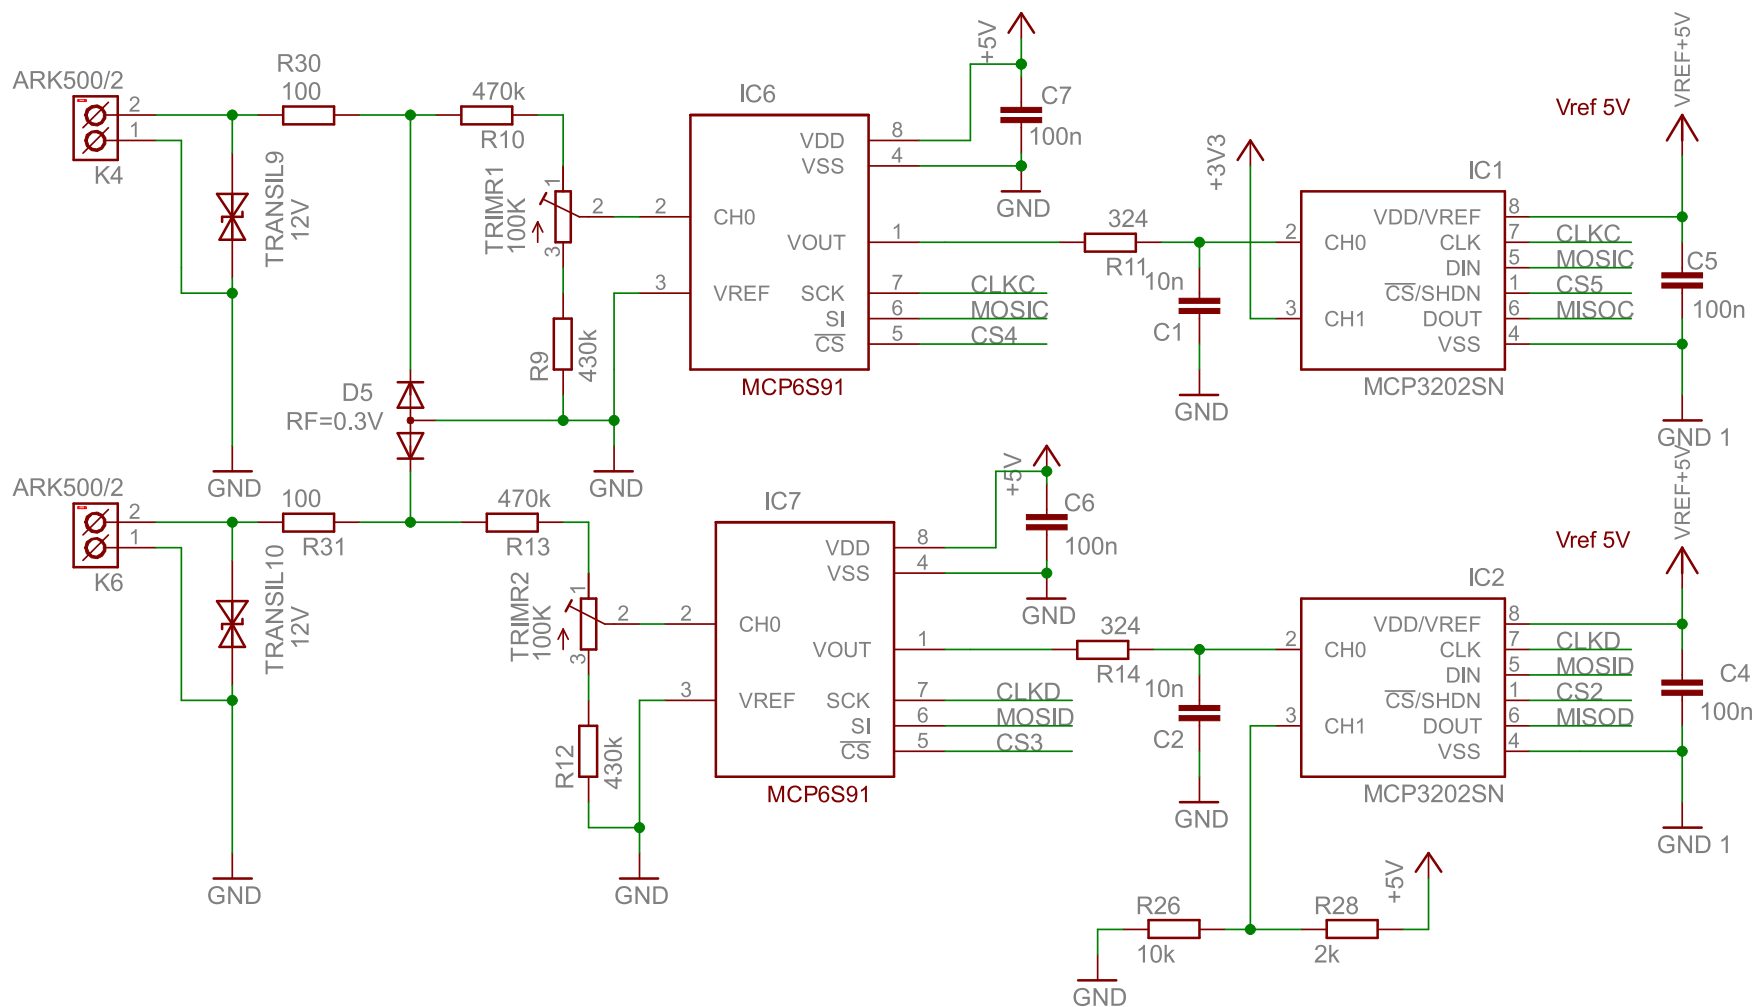 ARK500/2
2
1
K4
R30
100
TRANSIL9
12V
470k
R10
TRIMR1
100K
1
2
3
R9
430k
D5
RF=0.3V
GND
GND
IC6
2
CH0
3
VREF
VDD
8
VSS
4
VOUT
1
SCK
7
CLKC
SI
6
MOSIC
CS
5
CS4
MCP6S91
+5V
C7
100n
GND
324
R11
10n
C1
GND
+3V3
IC1
2
CH0
3
CH1
VDD/VREF
8
CLK
7
CLKC
DIN
5
MOSIC
CS/SHDN
1
CS5
DOUT
6
MISOC
VSS
4
MCP3202SN
Vref 5V
VREF+5V
C5
100n
GND 1
ARK500/2
2
1
K6
100
R31
TRANSIL10
12V
GND
470k
R13
TRIMR2
100K
1
2
3
R12
430k
GND
IC7
2
CH0
3
VREF
VDD
8
VSS
4
VOUT
1
SCK
7
CLKD
SI
6
MOSID
CS
5
CS3
MCP6S91
+5V
C6
100n
GND
324
R14
10n
C2
GND
IC2
2
CH0
3
CH1
VDD/VREF
8
CLK
7
CLKD
DIN
5
MOSID
CS/SHDN
1
CS2
DOUT
6
MISOD
VSS
4
MCP3202SN
Vref 5V
VREF+5V
C4
100n
GND 1
R26
10k
R28
2k
+5V
GND